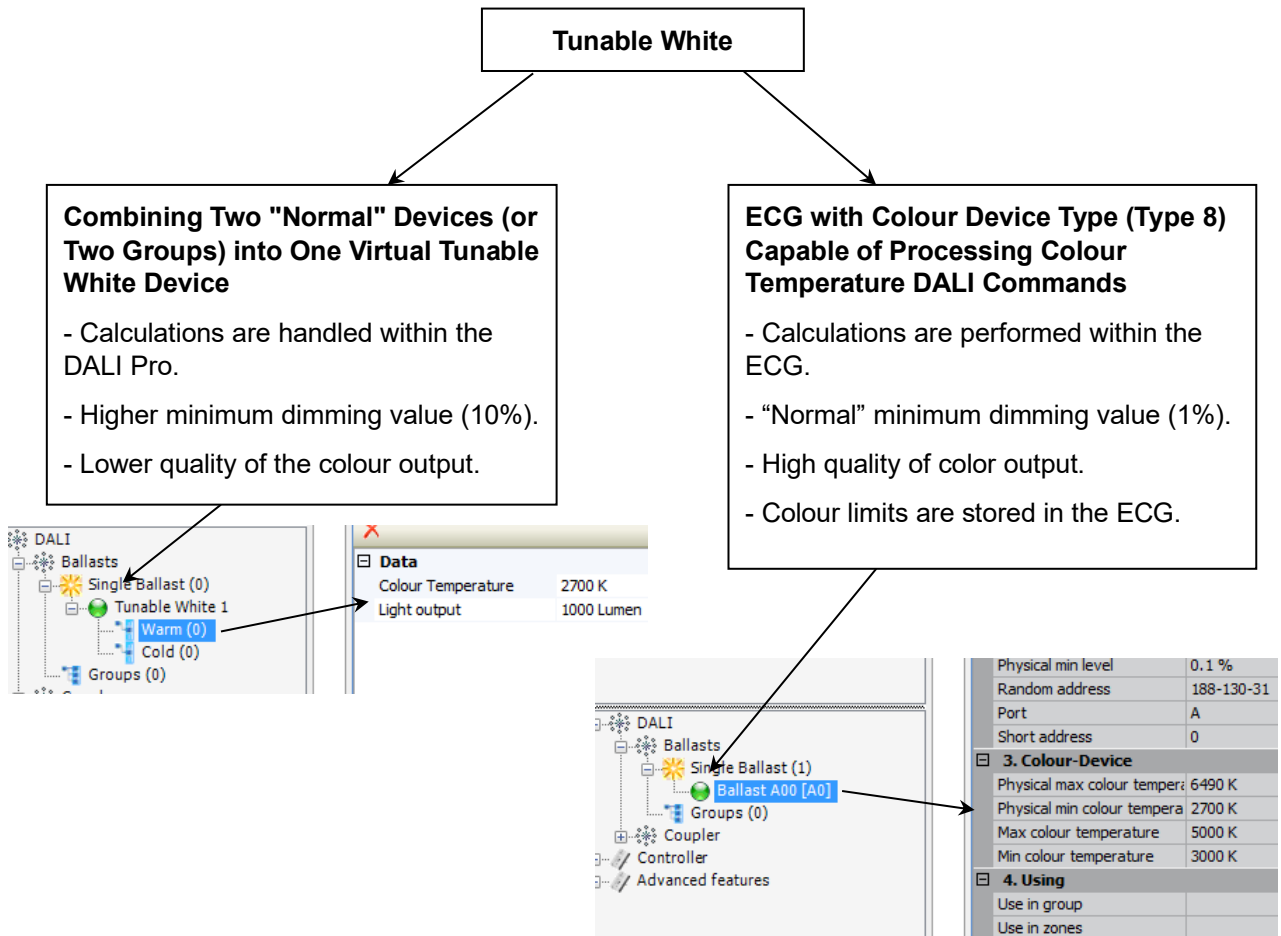 Tunable White
Combining Two "Normal" Devices (or
Two Groups) into One Virtual Tunable
White Device
- Calculations are handled within the
DALI Pro.
- Higher minimum dimming value (10%).
- Lower quality of the colour output.
ECG with Colour Device Type (Type 8)
Capable of Processing Colour
Temperature DALI Commands
- Calculations are performed within the
ECG.
- “Normal” minimum dimming value (1%).
- High quality of color output.
- Colour limits are stored in the ECG.
DALI
Ballasts
Single Ballast (0)
Tunable White 1
Warm (0)
Cold (0)
Groups (0)
Data
Colour Temperature 2700 K
Light output 1000 Lumen
DALI
Ballasts
Single Ballast (1)
Ballast A00 [A0]
Groups (0)
Coupler
Controller
Advanced features
Physical min level 0.1 %
Random address 188-130-31
Port A
Short address 0
3. Colour-Device
Physical max colour tempera 6490 K
Physical min colour tempera 2700 K
Max colour temperature 5000 K
Min colour temperature 3000 K
4. Using
Use in group
Use in zones